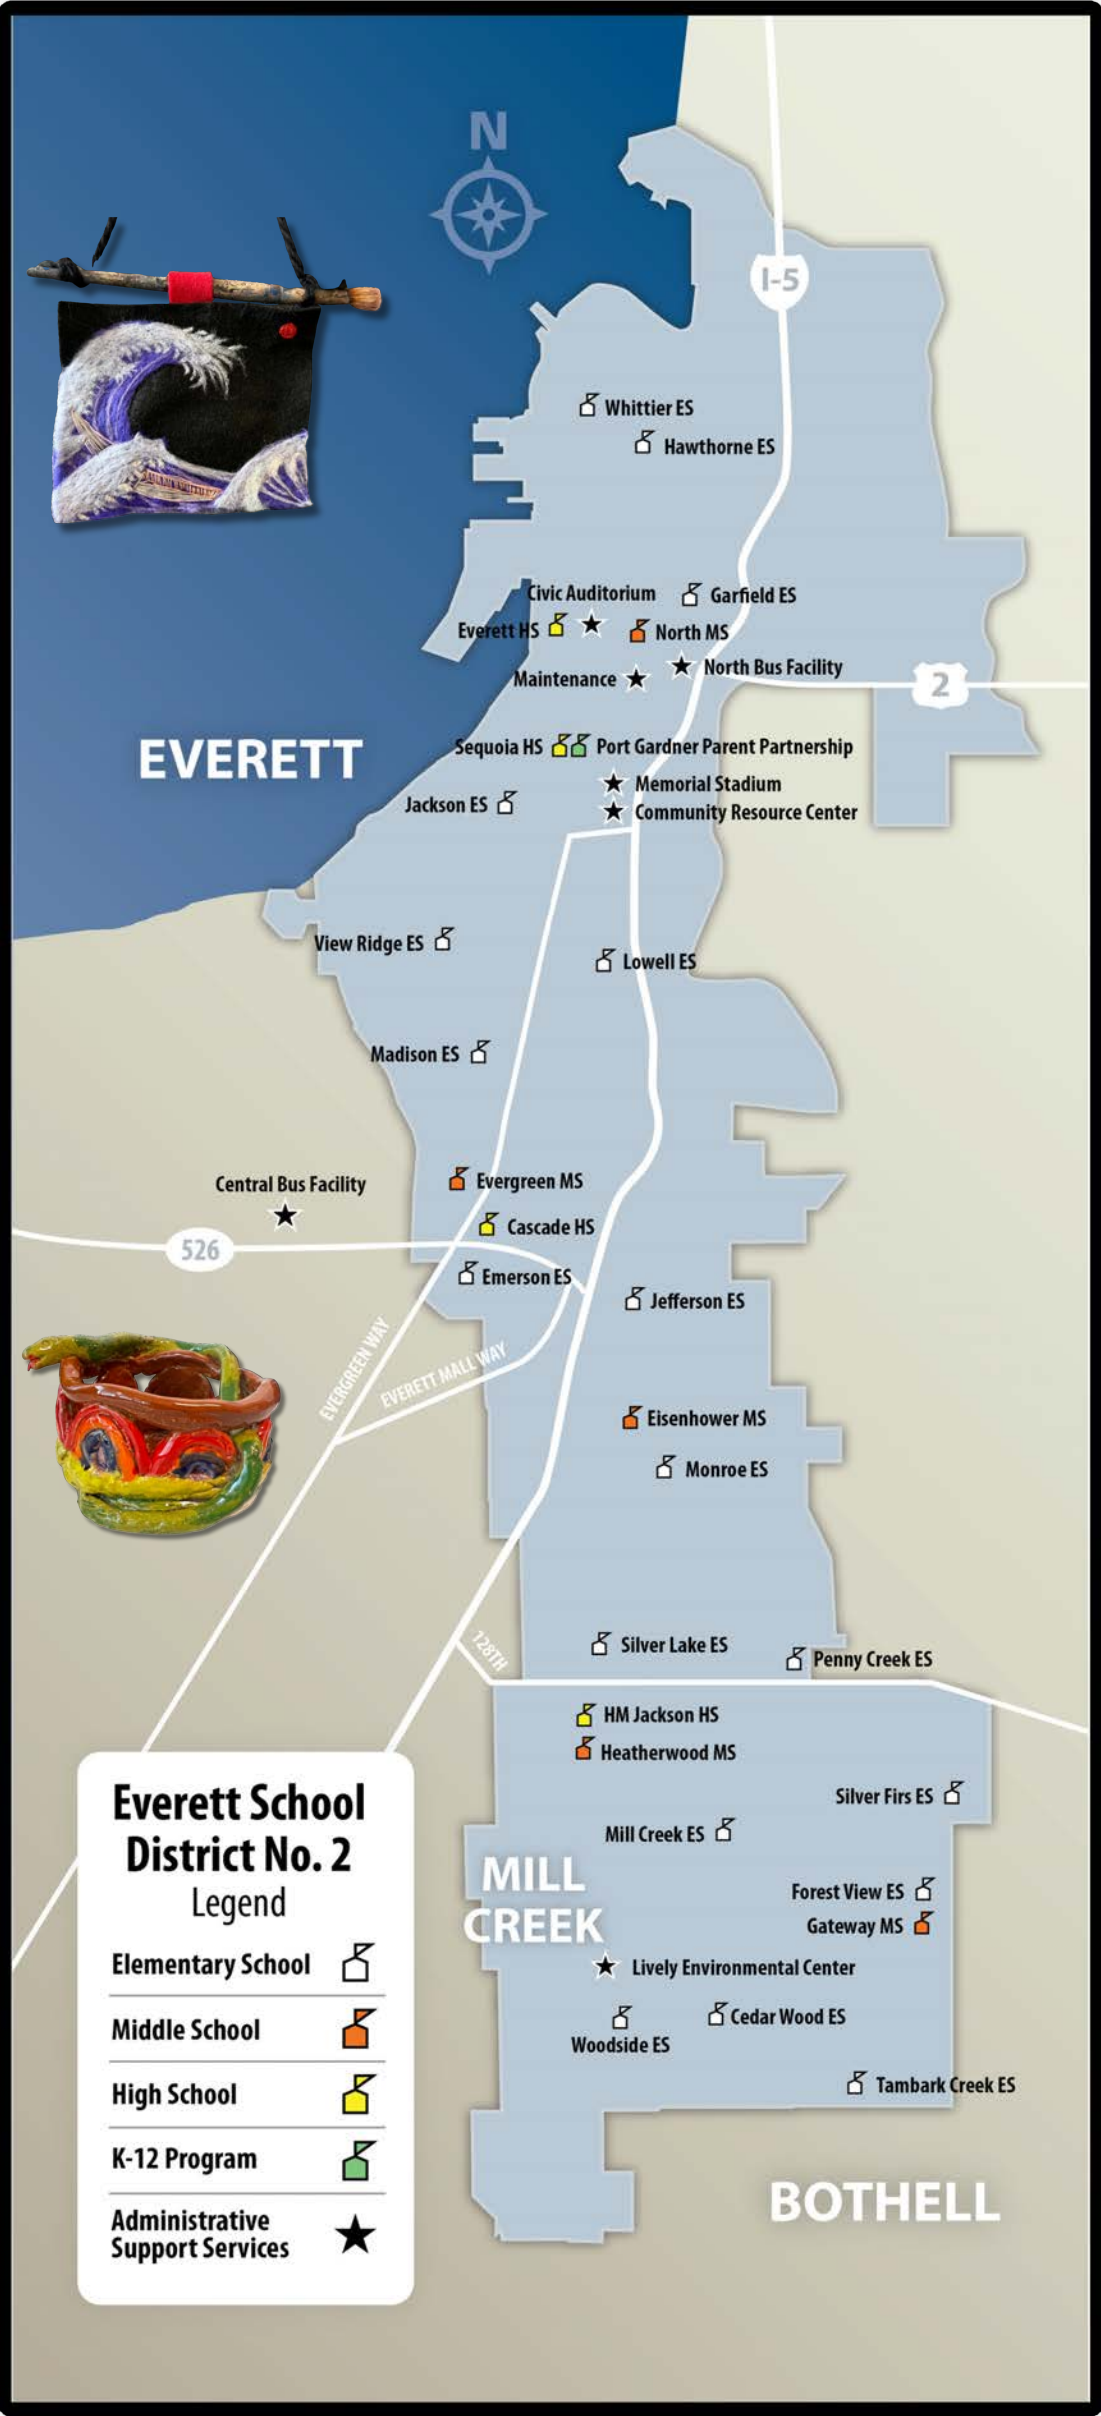 N
I-5
Whittier ES
Hawthorne ES
Civic Auditorium
Garfield ES
Everett HS
North MS
North Bus Facility
Maintenance
2
EVERETT
Sequoia HS
Port Gardner Parent Partnership
Memorial Stadium
Jackson ES
Community Resource Center
View Ridge ES
Lowell ES
Madison ES
Evergreen MS
Central Bus Facility
Cascade HS
526
Emerson ES
Jefferson ES
EVERGREEN WAY
EVERETT MALL WAY
Eisenhower MS
Monroe ES
128TH
Silver Lake ES
Penny Creek ES
HM Jackson HS
Heatherwood MS
Silver Firs ES
Mill Creek ES
MILL
CREEK
Forest View ES
Gateway MS
Lively Environmental Center
Cedar Wood ES
Woodside ES
Tambark Creek ES
BOTHELL
Everett School
District No. 2
Legend
Elementary School
Middle School
High School
K-12 Program
Administrative
Support Services